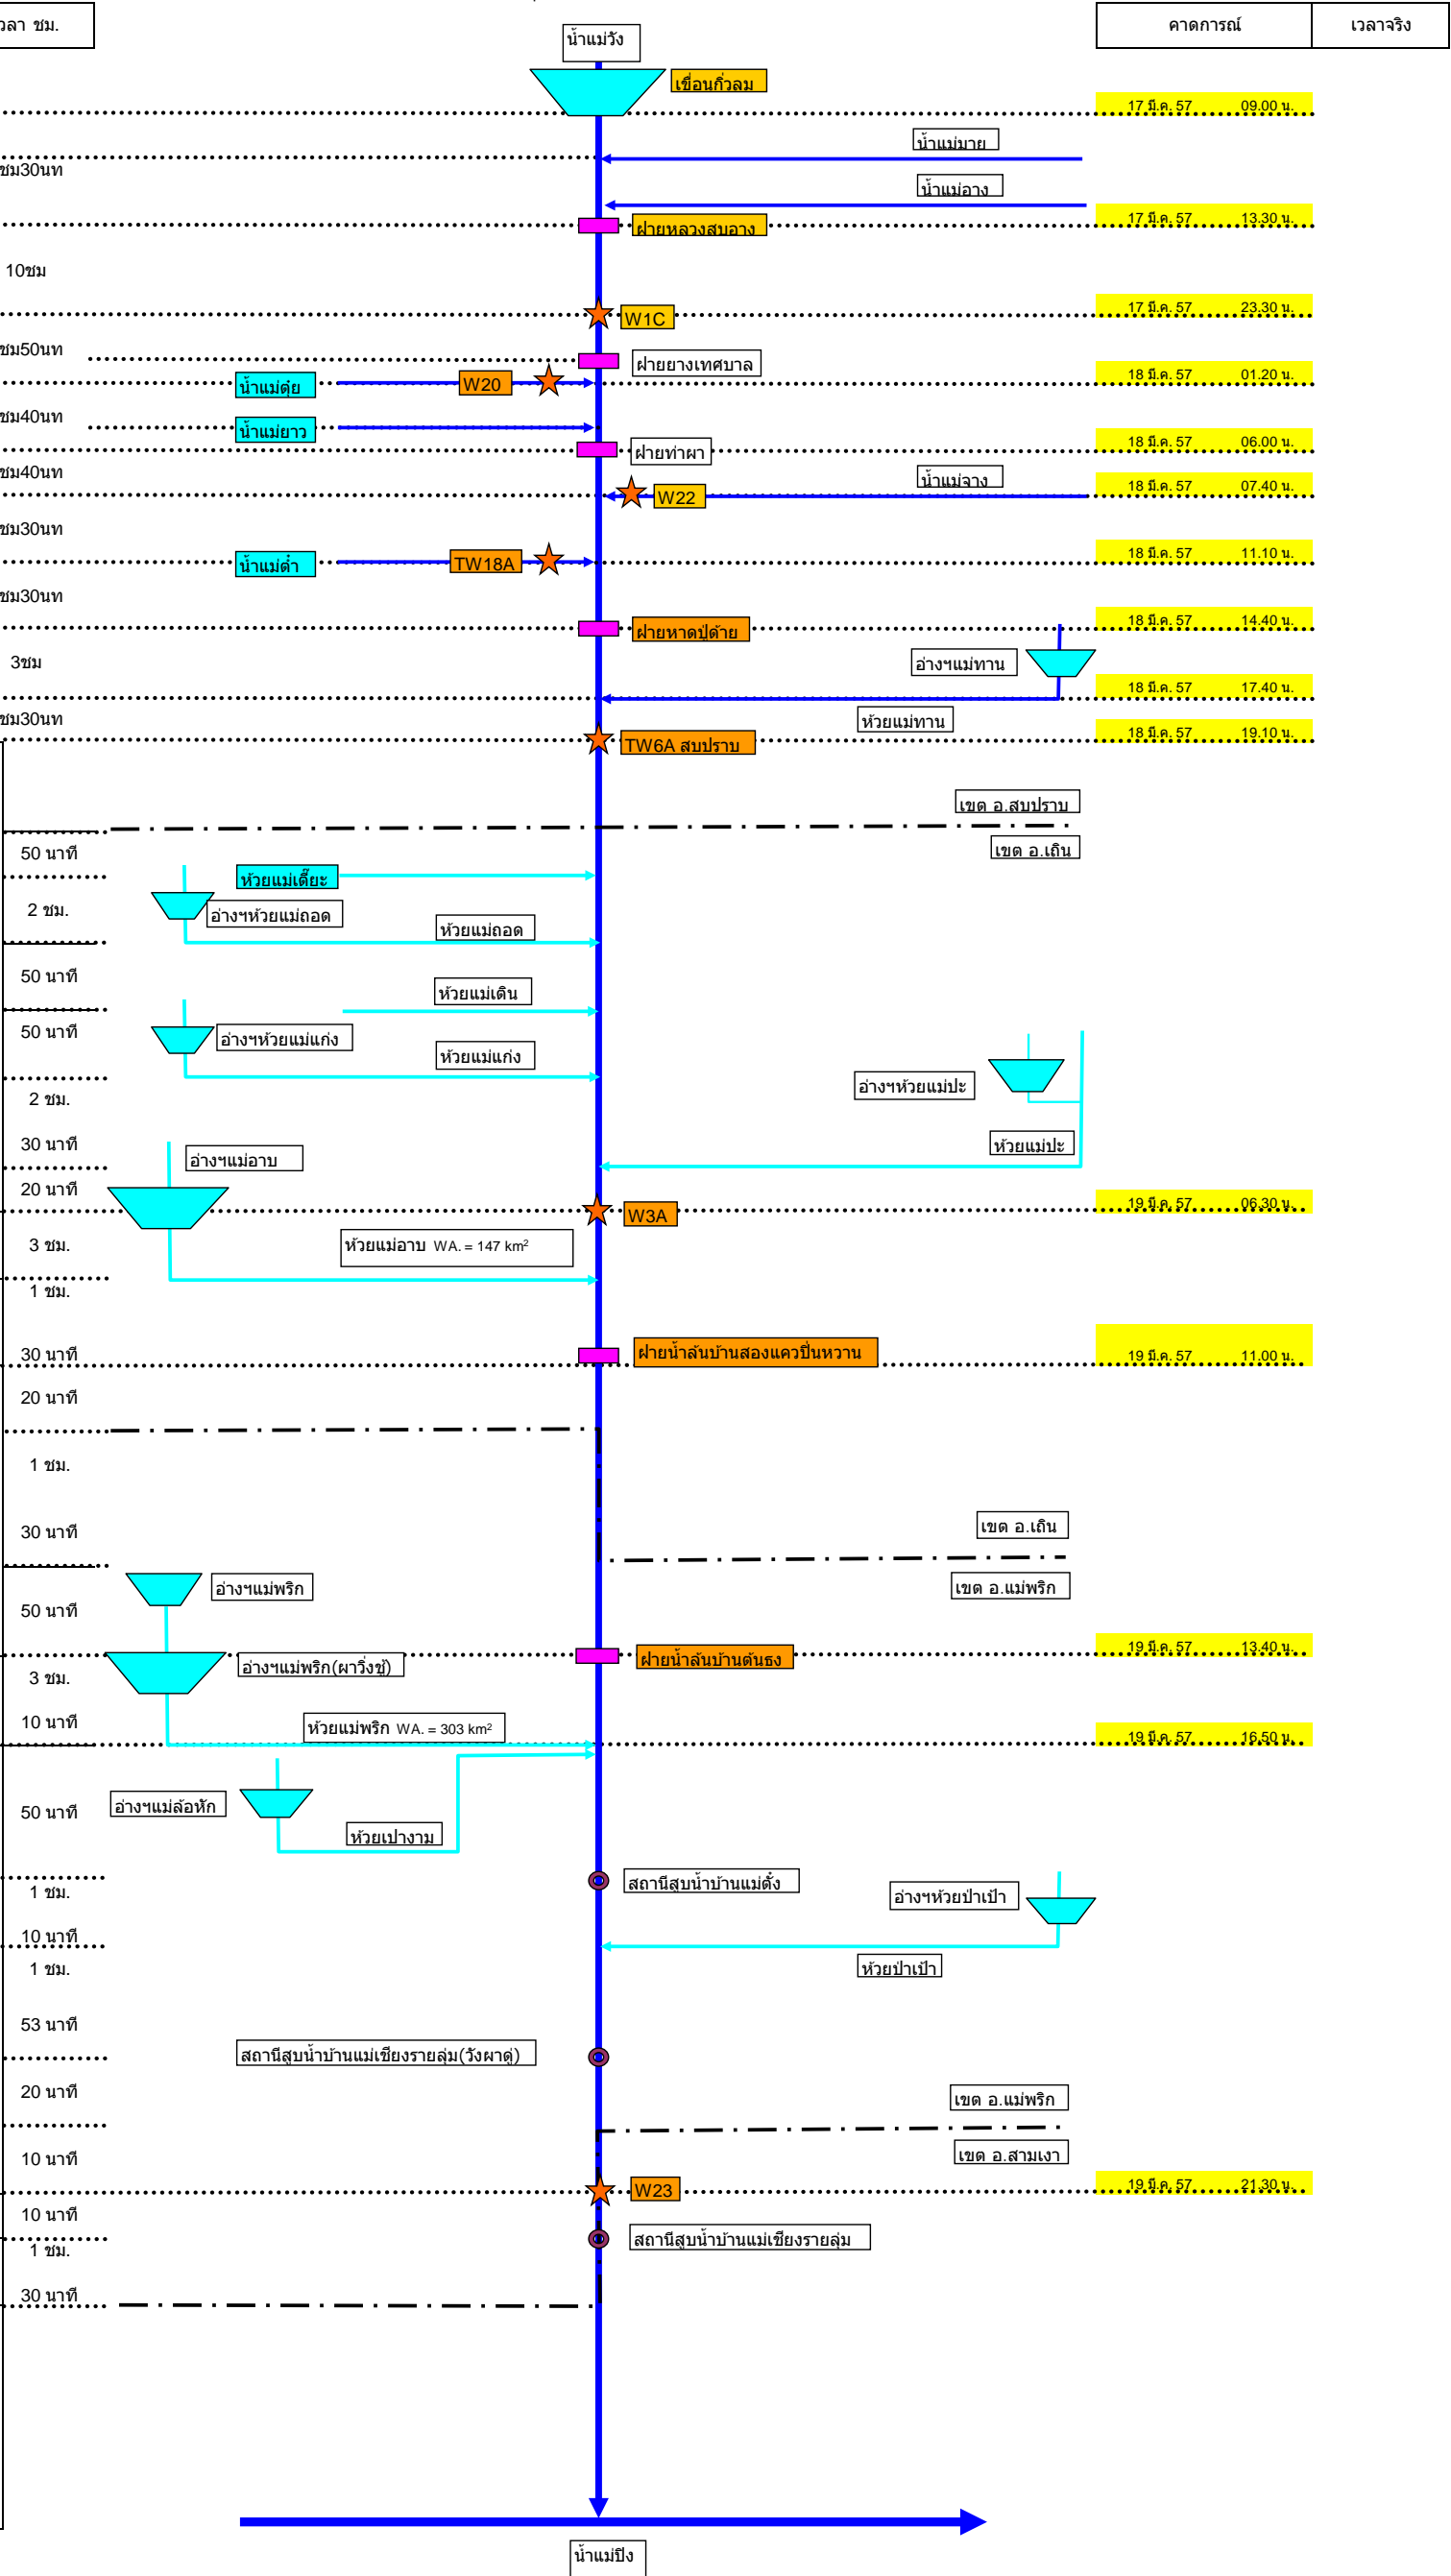 คาดการณ์ เวลาจริง
ลา ชม.
น้ำแม่วัง
เขื่อนกิ่วลม
17 มี.ค. 57 09.00 น.
น้ำแม่มาย
ชม30นท
น้ำแม่อาง
ฝายหลวงสบอาง
17 มี.ค. 57 13.30 น.
10ชม
W1C
17 มี.ค. 57 23.30 น.
ชม50นท
ฝายยางเทศบาล
น้ำแม่ตุ๋ย
W20
18 มี.ค. 57 01.20 น.
ชม40นท
น้ำแม่ยาว
ฝายท่าผา
18 มี.ค. 57 06.00 น.
ชม40นท
น้ำแม่จาง
W22
18 มี.ค. 57 07.40 น.
ชม30นท
น้ำแม่ต๋ำ
TW18A
18 มี.ค. 57 11.10 น.
ชม30นท
ฝายหาดปู่ด้าย
18 มี.ค. 57 14.40 น.
3ชม
อ่างฯแม่ทาน
18 มี.ค. 57 17.40 น.
ชม30นท
ห้วยแม่ทาน
TW6A สบปราบ
18 มี.ค. 57 19.10 น.
เขต อ.สบปราบ
50 นาที
เขต อ.เถิน
ห้วยแม่เตี๊ยะ
2 ชม.
อ่างฯห้วยแม่ถอด
ห้วยแม่ถอด
50 นาที
ห้วยแม่เดิน
50 นาที
อ่างฯห้วยแม่แก่ง
ห้วยแม่แก่ง
อ่างฯห้วยแม่ปะ
2 ชม.
30 นาที
ห้วยแม่ปะ
อ่างฯแม่อาบ
20 นาที
W3A
19 มี.ค. 57 06.30 น.
3 ชม.
ห้วยแม่อาบ WA. = 147 km²
1 ชม.
30 นาที
ฝายน้ำล้นบ้านสองแควปิ่นหวาน
19 มี.ค. 57 11.00 น.
20 นาที
1 ชม.
30 นาที
เขต อ.เถิน
อ่างฯแม่พริก
เขต อ.แม่พริก
50 นาที
ฝายน้ำล้นบ้านต้นธง
19 มี.ค. 57 13.40 น.
อ่างฯแม่พริก(ผาวิ่งชู้)
3 ชม.
10 นาที
ห้วยแม่พริก WA. = 303 km²
19 มี.ค. 57 16.50 น.
อ่างฯแม่ล้อหัก
50 นาที
ห้วยเปางาม
สถานีสูบน้ำบ้านแม่ตั๋ง
1 ชม.
อ่างฯห้วยป่าเป้า
10 นาที
1 ชม.
ห้วยป่าเป้า
53 นาที
สถานีสูบน้ำบ้านแม่เชียงรายลุ่ม(วังผาดู่)
20 นาที
เขต อ.แม่พริก
10 นาที
เขต อ.สามเงา
W23
19 มี.ค. 57 21.30 น.
10 นาที
สถานีสูบน้ำบ้านแม่เชียงรายลุ่ม
1 ชม.
30 นาที
น้ำแม่ปิง